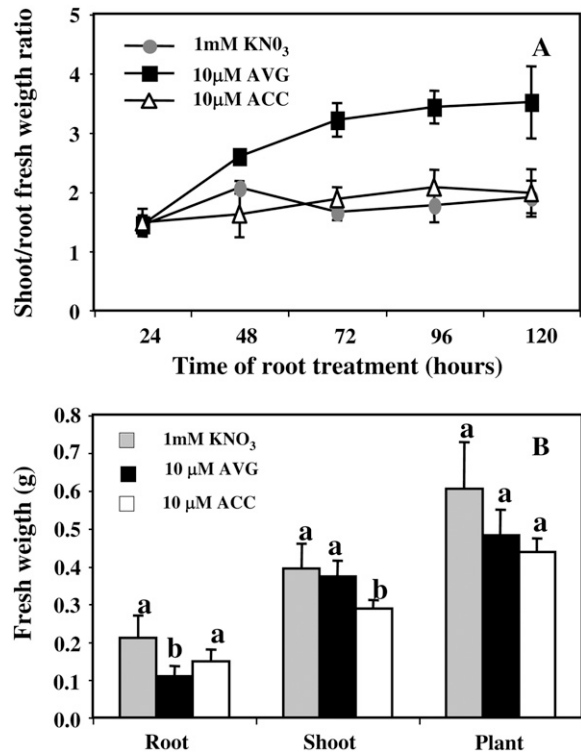 Shoot/root fresh weigth ratio
5
4
3
2
1
0
1mM KN0₃
10μM AVG
10μM ACC
A
24 48 72 96 120
Time of root treatment (hours)
Fresh weigth (g)
0.8
0.7
0.6
0.5
0.4
0.3
0.2
0.1
0.0
1mM KNO₃
10 μM AVG
10 μM ACC
B
a b a
a a b
a a a
Root Shoot Plant